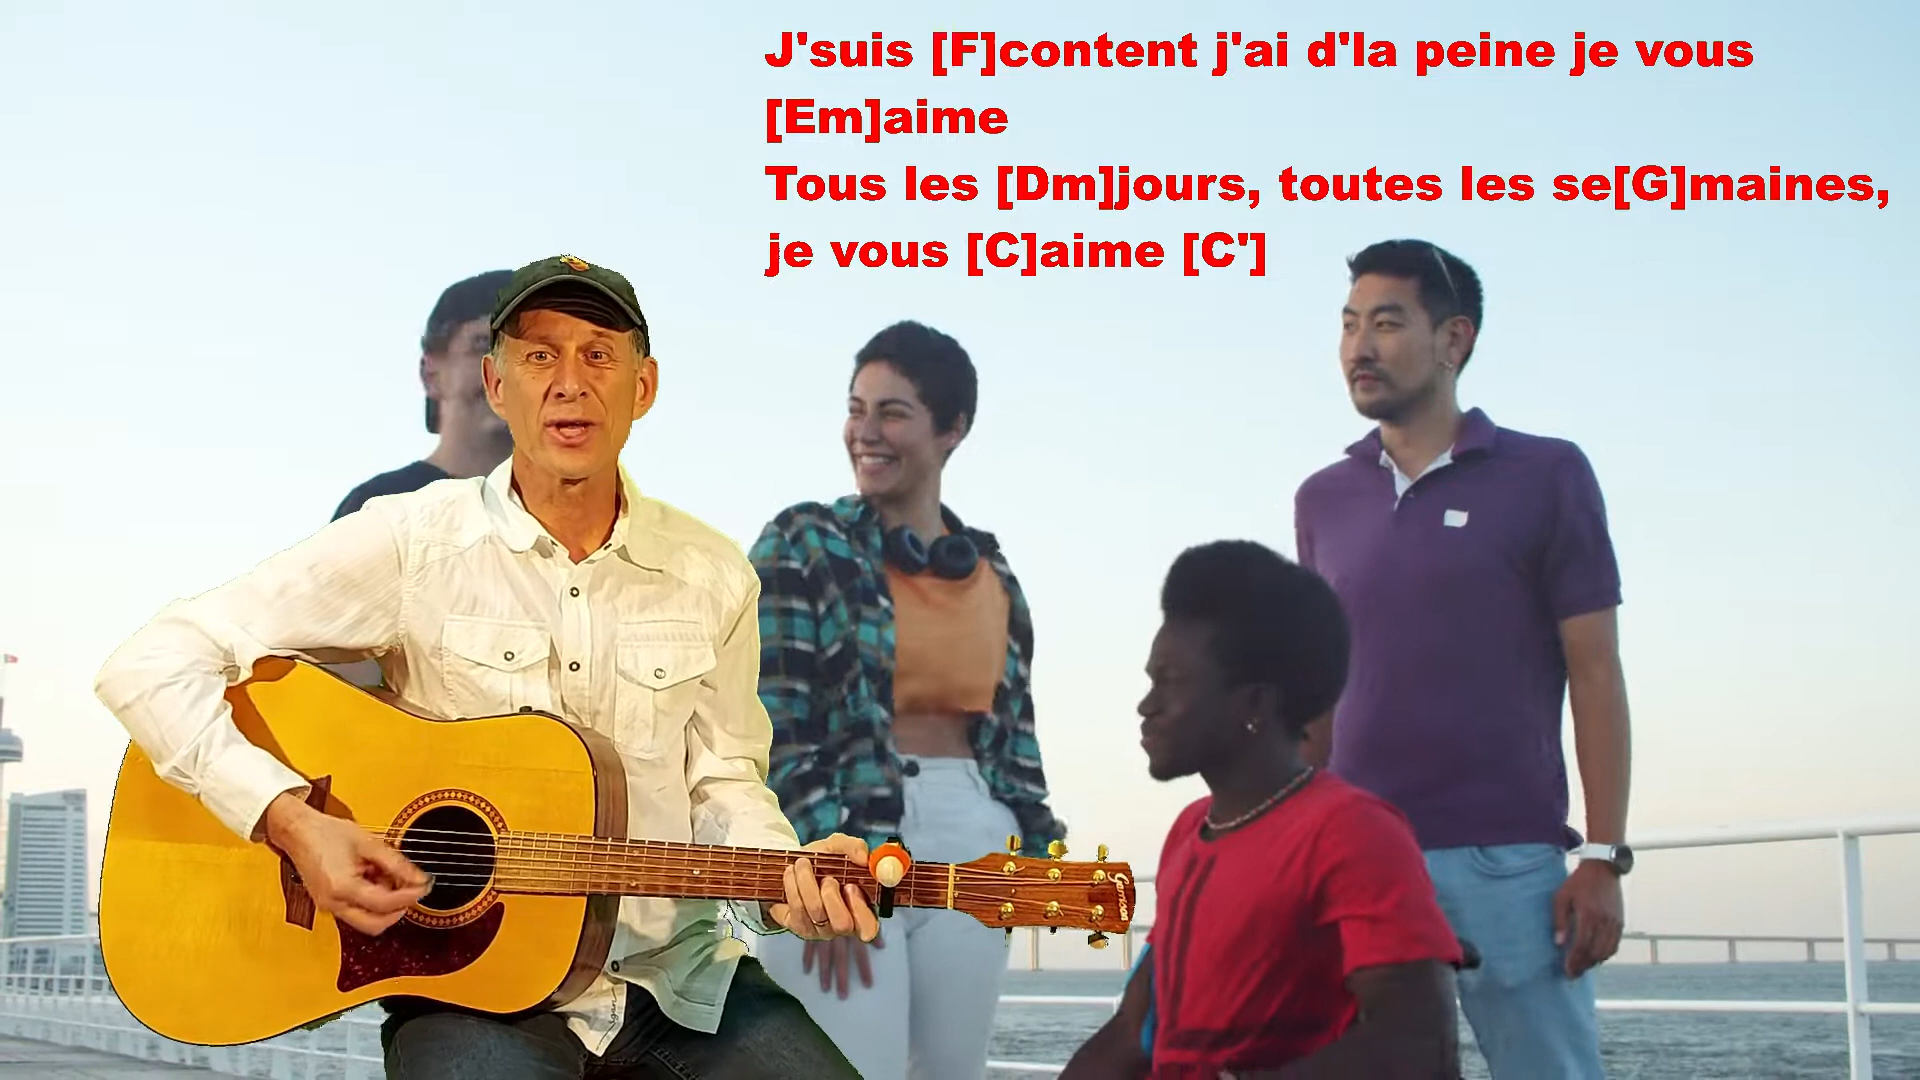 J'suis [F]content j'ai d'la peine je vous
[Em]aime
Tous les [Dm]jours, toutes les se[G]maines,
je vous [C]aime [C']
Garrison